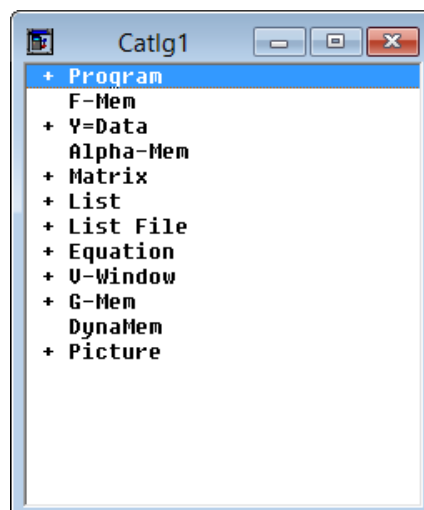 Catlg1
+ Program
F-Mem
+ Y=Data
Alpha-Mem
+ Matrix
+ List
+ List File
+ Equation
+ V-Window
+ G-Mem
DynaMem
+ Picture